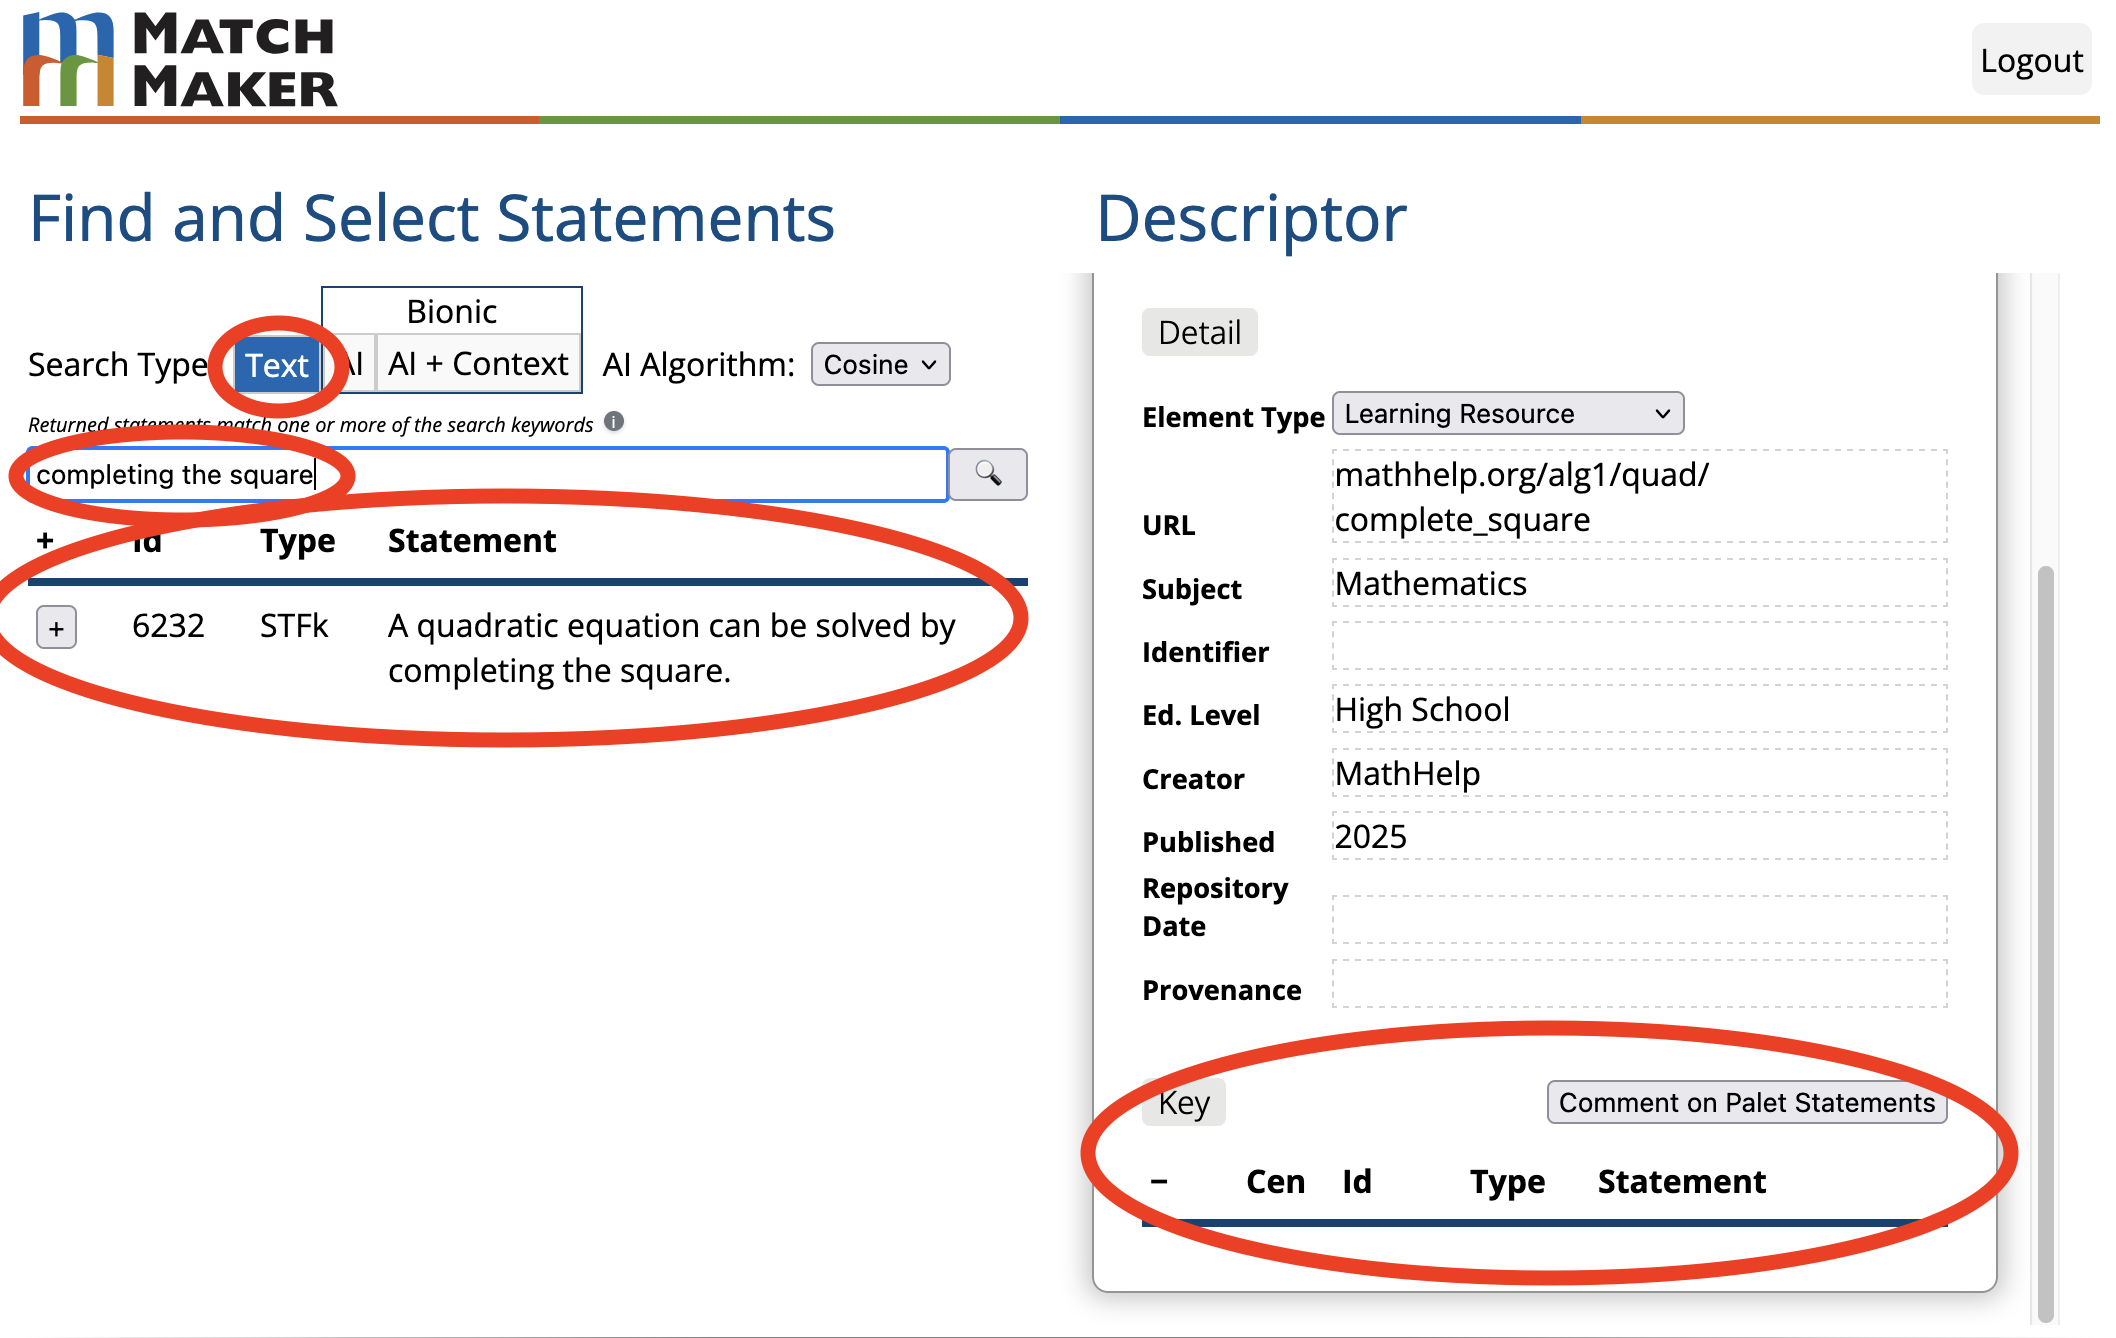 MATCH
MAKER
Logout
Find and Select Statements
Bionic
Search Type
Text
AI
AI + Context
AI Algorithm:
Cosine
Returned statements match one or more of the search keywords
completing the square
+ Id Type Statement
+ 6232 STFk A quadratic equation can be solved by
completing the square.
Descriptor
Detail
Element Type Learning Resource
mathhelp.org/alg1/quad/
URL complete_square
Subject Mathematics
Identifier
Ed. Level High School
Creator MathHelp
Published 2025
Repository
Date
Provenance
Key Comment on Palet Statements
– Cen Id Type Statement